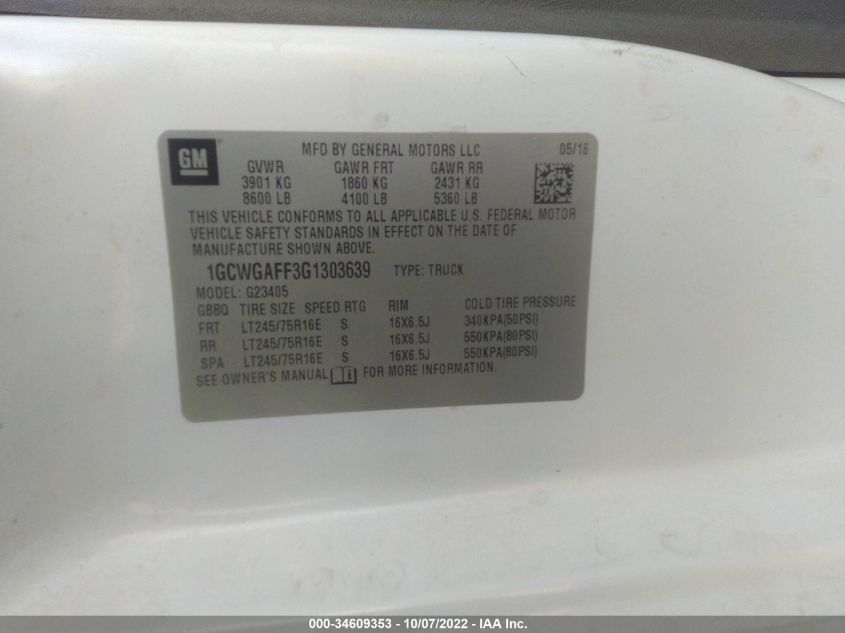 GM
MFD BY GENERAL MOTORS LLC 05/16
GVWR GAWR FRT GAWR RR
3901 KG 1860 KG 2431 KG
8600 LB 4100 LB 5360 LB
THIS VEHICLE CONFORMS TO ALL APPLICABLE U.S. FEDERAL MOTOR
VEHICLE SAFETY STANDARDS IN EFFECT ON THE DATE OF
MANUFACTURE SHOWN ABOVE.
1GCWGAFF3G1303639 TYPE: TRUCK
MODEL: G23405
GBBQ TIRE SIZE SPEED RTG RIM COLD TIRE PRESSURE
FRT LT245/75R16E S 16X6.5J 340KPA(50PSI)
RR LT245/75R16E S 16X6.5J 550KPA(80PSI)
SPA LT245/75R16E S 16X6.5J 550KPA(80PSI)
SEE OWNER'S MANUAL i FOR MORE INFORMATION.
000-34609353 - 10/07/2022 - IAA Inc.